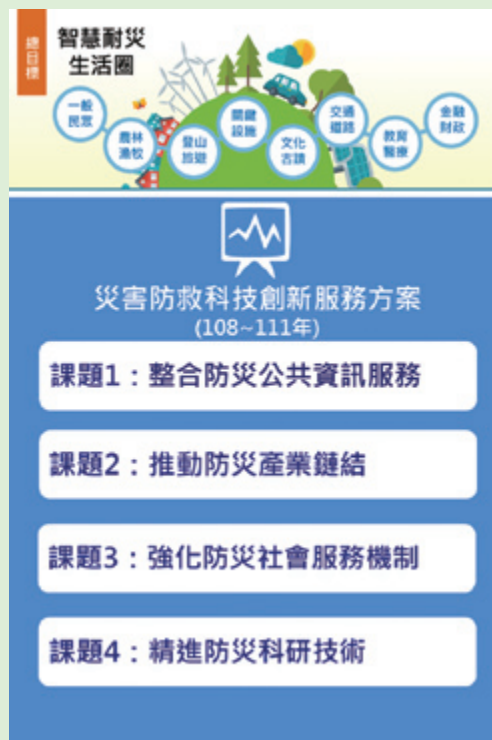 總目標
智慧耐災
生活圈
一般
民眾
農林
漁牧
登山
旅遊
關鍵
設施
文化
古蹟
交通
道路
教育
醫療
金融
財政
災害防救科技創新服務方案
(108~111年)
課題1：整合防災公共資訊服務
課題2：推動防災產業鏈結
課題3：強化防災社會服務機制
課題4：精進防災科研技術